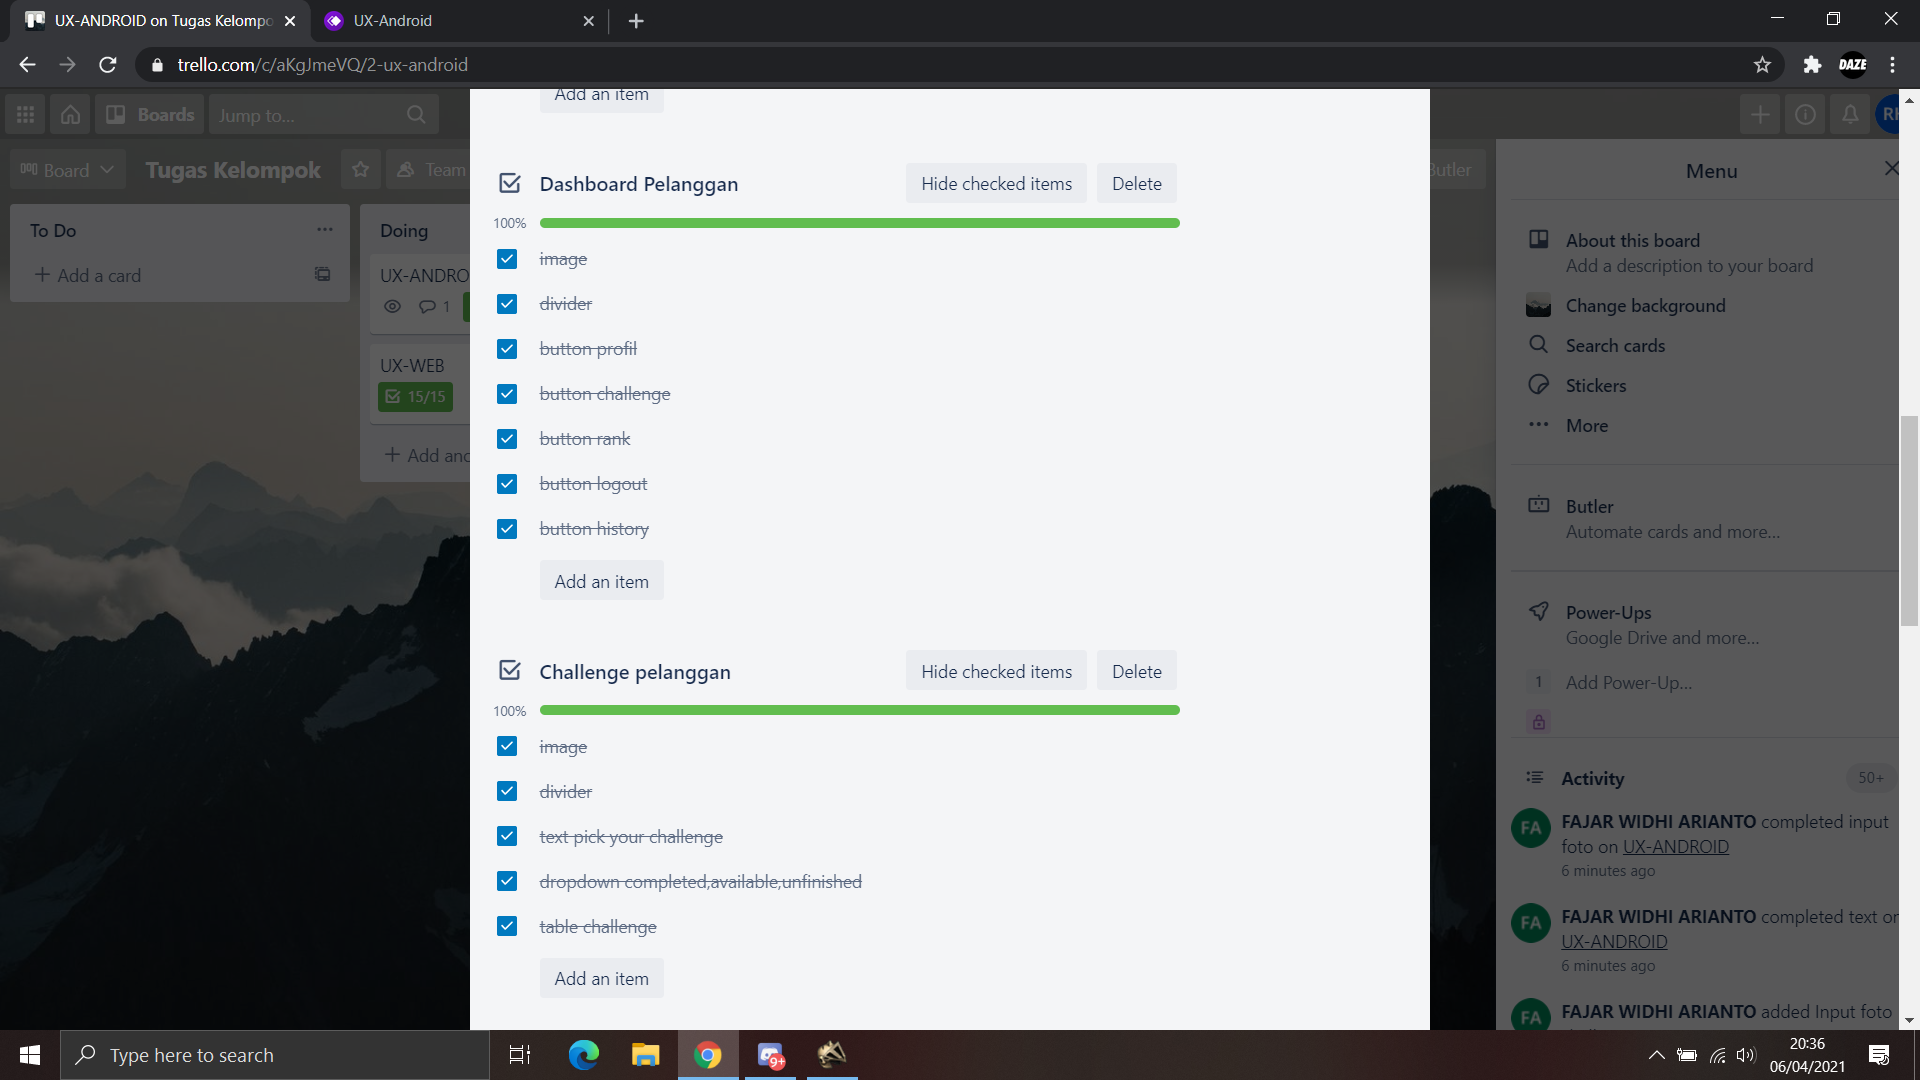 UX-ANDROID on Tugas Kelompo
UX-Android
trello.com/c/aKgJmeVQ/2-ux-android
DAZE
Add an item
Boards
Jump to...
Board
Tugas Kelompok
Team
Butler
Menu
To Do
Add a card
Doing
UX-ANDRO
1
UX-WEB
15/15
Dashboard Pelanggan
Hide checked items
Delete
100%
image
divider
button profil
button challenge
button rank
button logout
button history
Add an item
Challenge pelanggan
Hide checked items
Delete
100%
image
divider
text pick your challenge
dropdown completed,available,unfinished
table challenge
Add an item
About this board
Add a description to your board
Change background
Search cards
Stickers
More
Butler
Automate cards and more...
Power-Ups
Google Drive and more...
1
Add Power-Up...
Activity
50+
FA
FAJAR WIDHI ARIANTO completed input
foto on UX-ANDROID
6 minutes ago
FA
FAJAR WIDHI ARIANTO completed text on
UX-ANDROID
6 minutes ago
FA
FAJAR WIDHI ARIANTO added Input foto
Type here to search
9+
20:36
06/04/2021